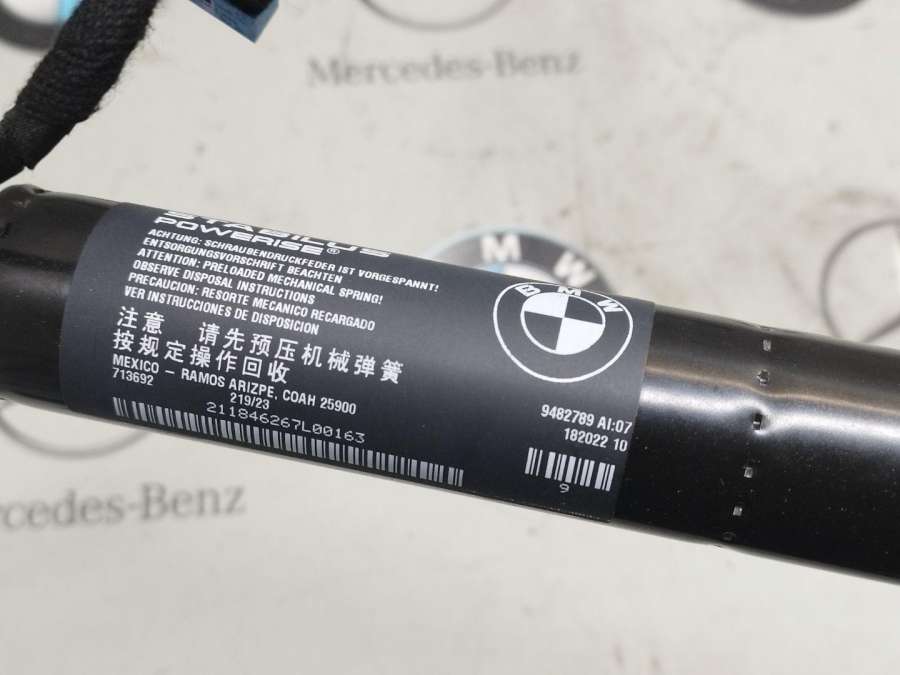 Mercedes-Benz
STABILUS
POWERISE®
ACHTUNG: SCHRAUBENDRUCKFEDER IST VORGESPANNT!
ENTSORGUNGSVORSCHRIFT BEACHTEN
ATTENTION: PRELOADED MECHANICAL SPRING!
OBSERVE DISPOSAL INSTRUCTIONS
PRECAUCION: RESORTE MECANICO RECARGADO
VER INSTRUCCIONES DE DISPOSICION
注意 请先预压机械弹簧
按规定操作回收
MEXICO – RAMOS ARIZPE, COAH 25900
713692
219/23
211846267L00163
BMW
9482789 AI:07
182022 10
9
BMW
rcedes-Benz